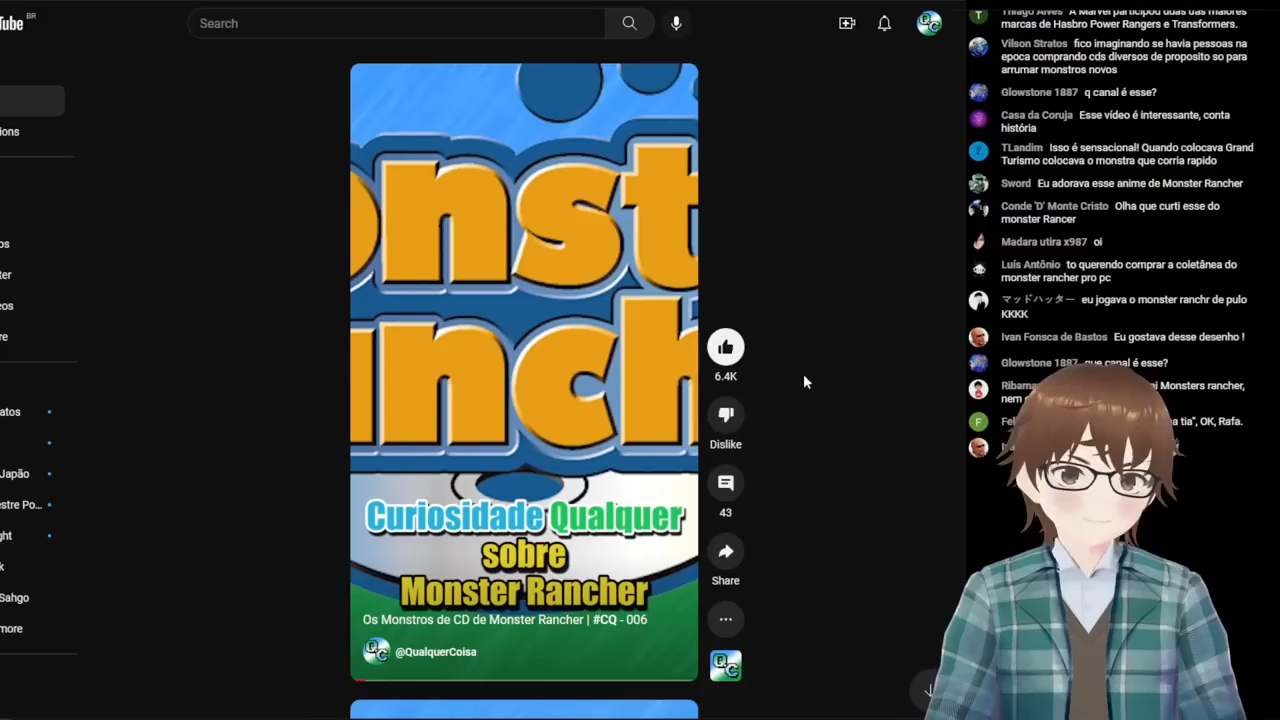 Tube BR
Search
ions
os
ter
eos
re
atos
Japão
estre Po...
ght
k
Sahgo
more
onst
anch
Curiosidade Qualquer
sobre
Monster Rancher
Os Monstros de CD de Monster Rancher | #CQ - 006
@QualquerCoisa
6.4K
Dislike
43
Share
Thiago Alves A Marvel participou duas das maiores
marcas de Hasbro Power Rangers e Transformers.
Vilson Stratos fico imaginando se havia pessoas na
epoca comprando cds diversos de proposito so para
arrumar monstros novos
Glowstone 1887 q canal é esse?
Casa da Coruja Esse vídeo é interessante, conta
história
TLandim Isso é sensacional! Quando colocava Grand
Turismo colocava o monstra que corria rapido
Sword Eu adorava esse anime de Monster Rancher
Conde 'D' Monte Cristo Olha que curti esse do
monster Rancer
Madara utira x987 oi
Luís Antônio to querendo comprar a coletânea do
monster rancher pro pc
マッドハッター eu jogava o monster ranchr de pulo
KKKK
Ivan Fonsca de Bastos Eu gostava desse desenho !
Glowstone 1887 que canal é esse?
Ribama Monsters rancher,
nem
Fel tia", OK, Rafa.